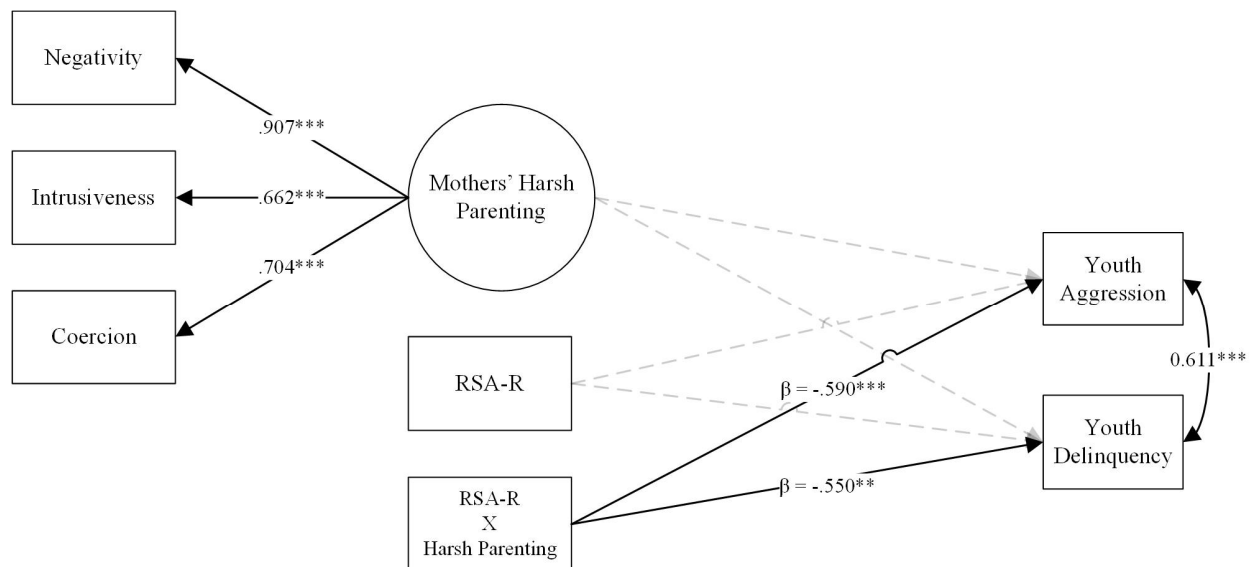 Negativity
.907***
Intrusiveness
.662***
Mothers’ Harsh
Parenting
.704***
Coercion
Youth
Aggression
RSA-R
0.611***
β = -.590***
Youth
Delinquency
RSA-R
X
Harsh Parenting
β = -.550**